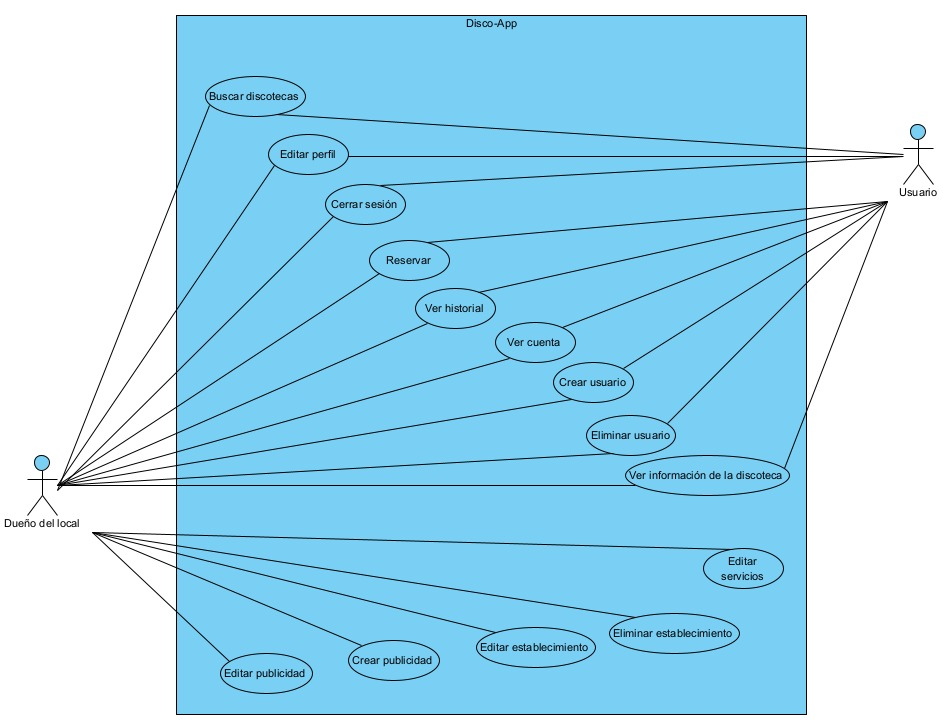 Disco-App
Buscar discotecas
Editar perfil
Usuario
Cerrar sesión
Reservar
Ver historial
Ver cuenta
Crear usuario
Eliminar usuario
Ver información de la discoteca
Dueño del local
Editar
servicios
Eliminar establecimiento
Editar establecimiento
Crear publicidad
Editar publicidad